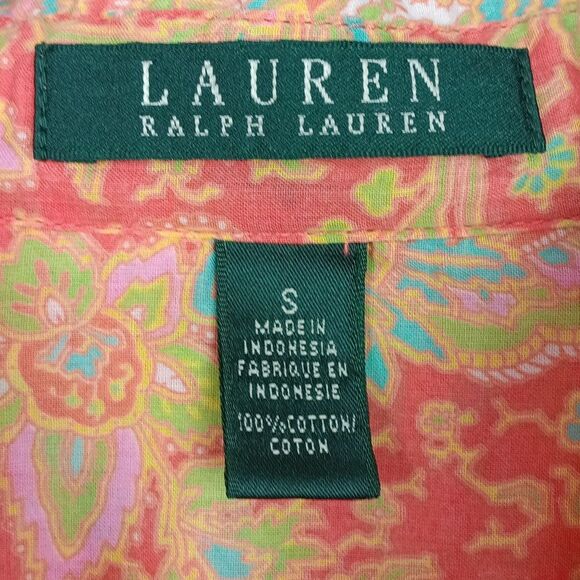 LAUREN
RALPH LAUREN
S
MADE IN
INDONESIA
FABRIQUE EN
INDONESIE
100% COTTON/
COTON